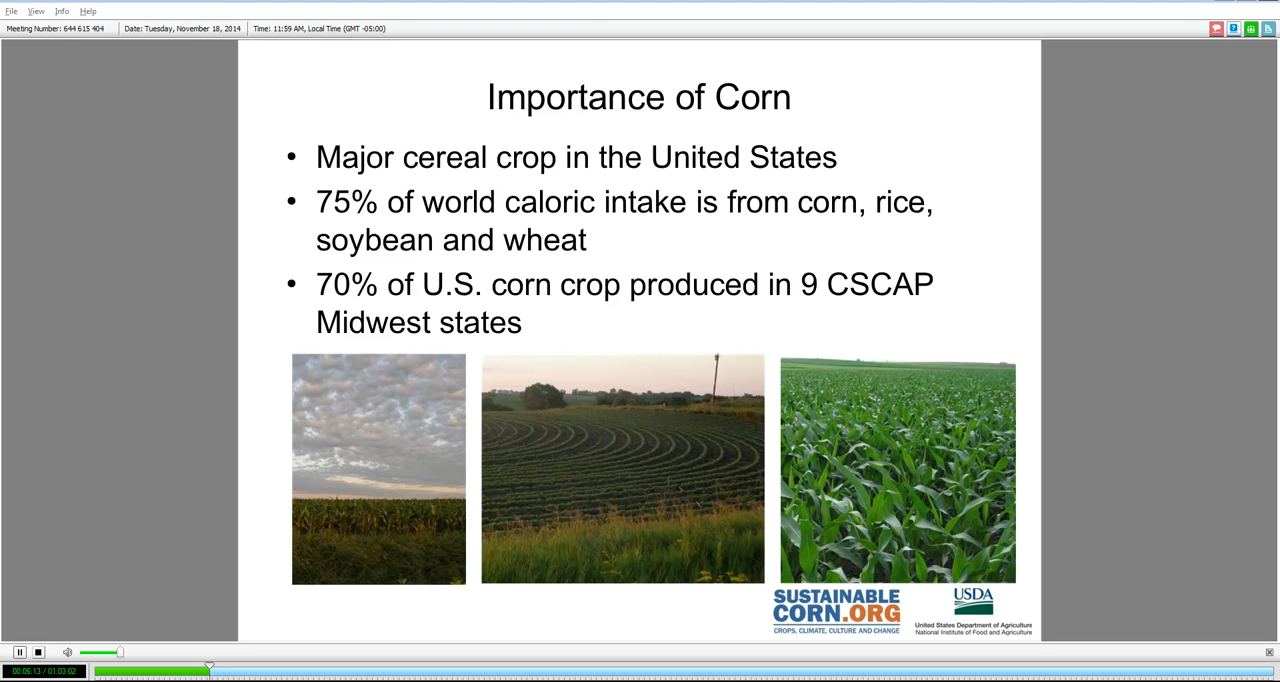 File View Info Help
Meeting Number: 644 615 404 Date: Tuesday, November 18, 2014 Time: 11:59 AM, Local Time (GMT -05:00)
Importance of Corn
• Major cereal crop in the United States
• 75% of world caloric intake is from corn, rice,
soybean and wheat
• 70% of U.S. corn crop produced in 9 CSCAP
Midwest states
SUSTAINABLE
CORN.ORG
CROPS, CLIMATE, CULTURE AND CHANGE
USDA
United States Department of Agriculture
National Institute of Food and Agriculture
00:06:13 / 01:03:02